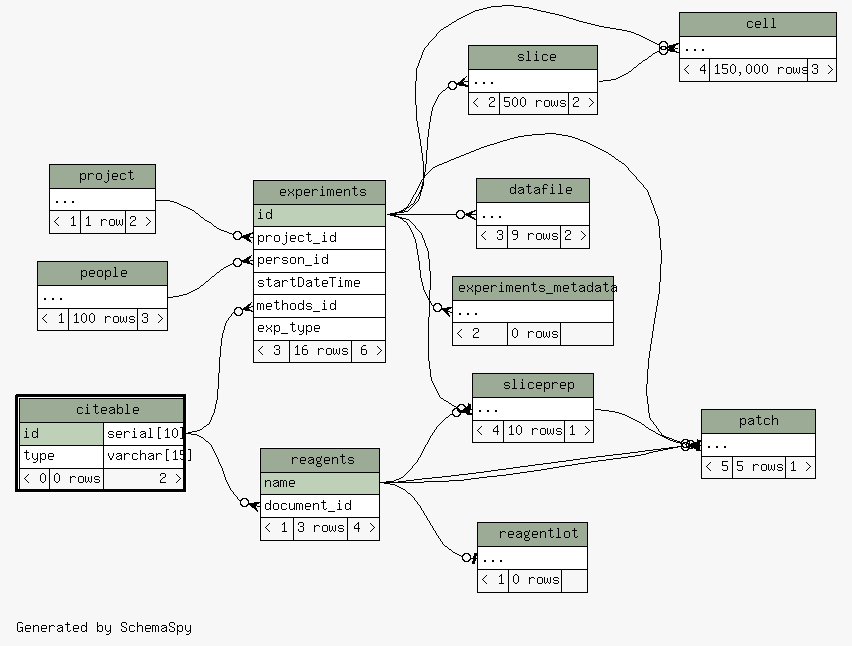 cell
...
< 4 150,000 rows 3 >
slice
...
< 2 500 rows 2 >
project
...
< 1 1 row 2 >
experiments
id
project_id
person_id
startDateTime
methods_id
exp_type
< 3 16 rows 6 >
datafile
...
< 3 9 rows 2 >
people
...
< 1 100 rows 3 >
experiments_metadata
...
< 2 0 rows
sliceprep
...
< 4 10 rows 1 >
citeable
id serial[10]
type varchar[15]
< 0 0 rows 2 >
patch
...
< 5 5 rows 1 >
reagents
name
document_id
< 1 3 rows 4 >
reagentlot
...
< 1 0 rows
Generated by SchemaSpy